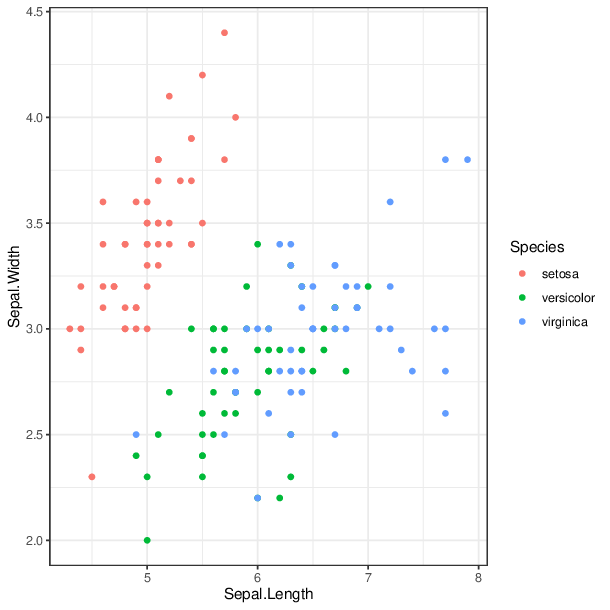 4.5
4.0
3.5
3.0
2.5
2.0
Sepal.Width
5 6 7 8
Sepal.Length
Species
setosa
versicolor
virginica